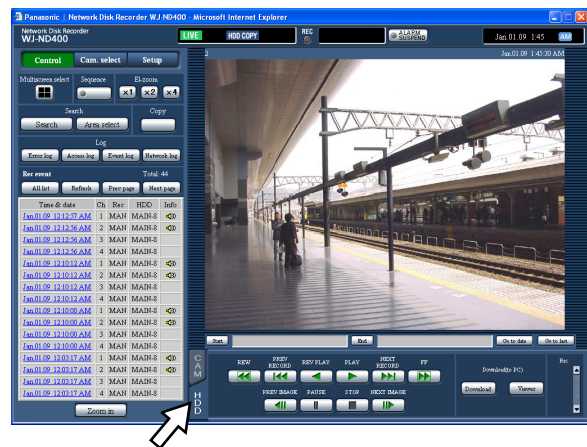 Panasonic | Network Disk Recorder WJ-ND400 - Microsoft Internet Explorer
Network Disk Recorder
WJ-ND400
LIVE HDD COPY REC ALARM SUSPEND Jan.01.09 1:45 AM
Control Cam. select Setup
2 Jan.01.09 1:45:30 AM
Multiscreen select Sequence El-zoom
×1 ×2 ×4
Search Copy
Search Area select
Log
Error log Access log Event log Network log
Rec event Total: 44
All list Refresh Prev page Next page
Time & date Ch Rec HDD Info
Jan.01.09 12:12:57 AM 1 MAN MAIN-8
Jan.01.09 12:12:56 AM 2 MAN MAIN-8
Jan.01.09 12:12:56 AM 3 MAN MAIN-8
Jan.01.09 12:12:56 AM 4 MAN MAIN-8
Jan.01.09 12:10:12 AM 1 MAN MAIN-8
Jan.01.09 12:10:12 AM 2 MAN MAIN-8
Jan.01.09 12:10:12 AM 3 MAN MAIN-8
Jan.01.09 12:10:12 AM 4 MAN MAIN-8
Jan.01.09 12:10:00 AM 1 MAN MAIN-8
Jan.01.09 12:10:00 AM 2 MAN MAIN-8
Jan.01.09 12:10:00 AM 3 MAN MAIN-8
Jan.01.09 12:10:00 AM 4 MAN MAIN-8
Jan.01.09 12:03:17 AM 1 MAN MAIN-8
Jan.01.09 12:03:17 AM 2 MAN MAIN-8
Jan.01.09 12:03:17 AM 3 MAN MAIN-8
Jan.01.09 12:03:17 AM 4 MAN MAIN-8
Zoom in
Start End Go to date Go to last
CAM
HDD
REW PREV RECORD REV PLAY PLAY NEXT RECORD FF
PREV IMAGE PAUSE STOP NEXT IMAGE
Download(to PC)
Download Viewer
Rec